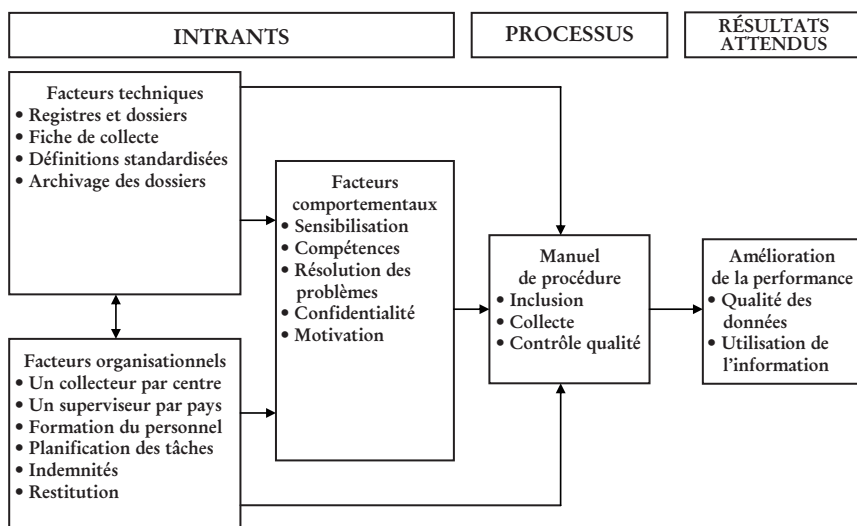 INTRANTS
PROCESSUS
RÉSULTATS
ATTENDUS
Facteurs techniques
• Registres et dossiers
• Fiche de collecte
• Définitions standardisées
• Archivage des dossiers
Facteurs organisationnels
• Un collecteur par centre
• Un superviseur par pays
• Formation du personnel
• Planification des tâches
• Indemnités
• Restitution
Facteurs
comportementaux
• Sensibilisation
• Compétences
• Résolution des
problèmes
• Confidentialité
• Motivation
Manuel
de procédure
• Inclusion
• Collecte
• Contrôle qualité
Amélioration
de la performance
• Qualité des
données
• Utilisation de
l’information